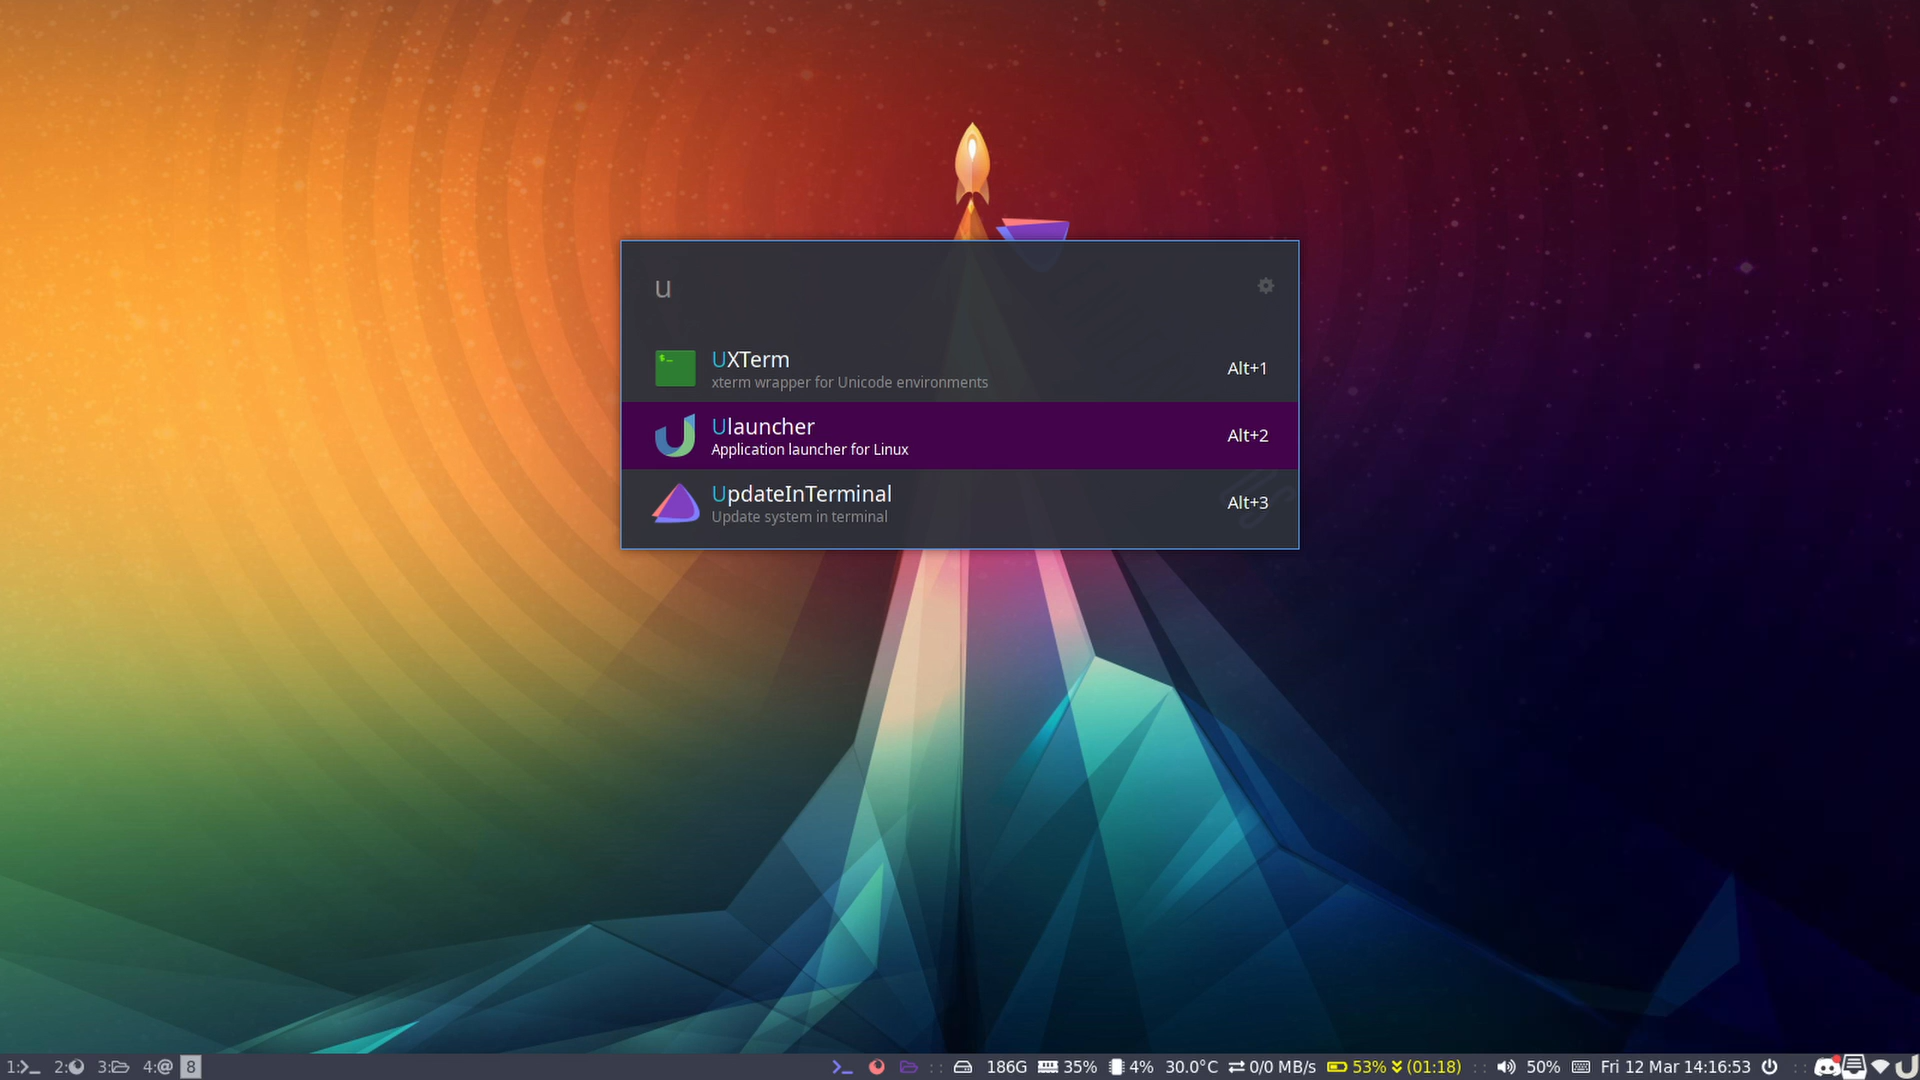 u
UXTerm
xterm wrapper for Unicode environments
Alt+1
Ulauncher
Application launcher for Linux
Alt+2
UpdateInTerminal
Update system in terminal
Alt+3
1: 2: 3: 4:@ 8 186G 35% 4% 30.0°C 0/0 MB/s 53% (01:18) 50% Fri 12 Mar 14:16:53